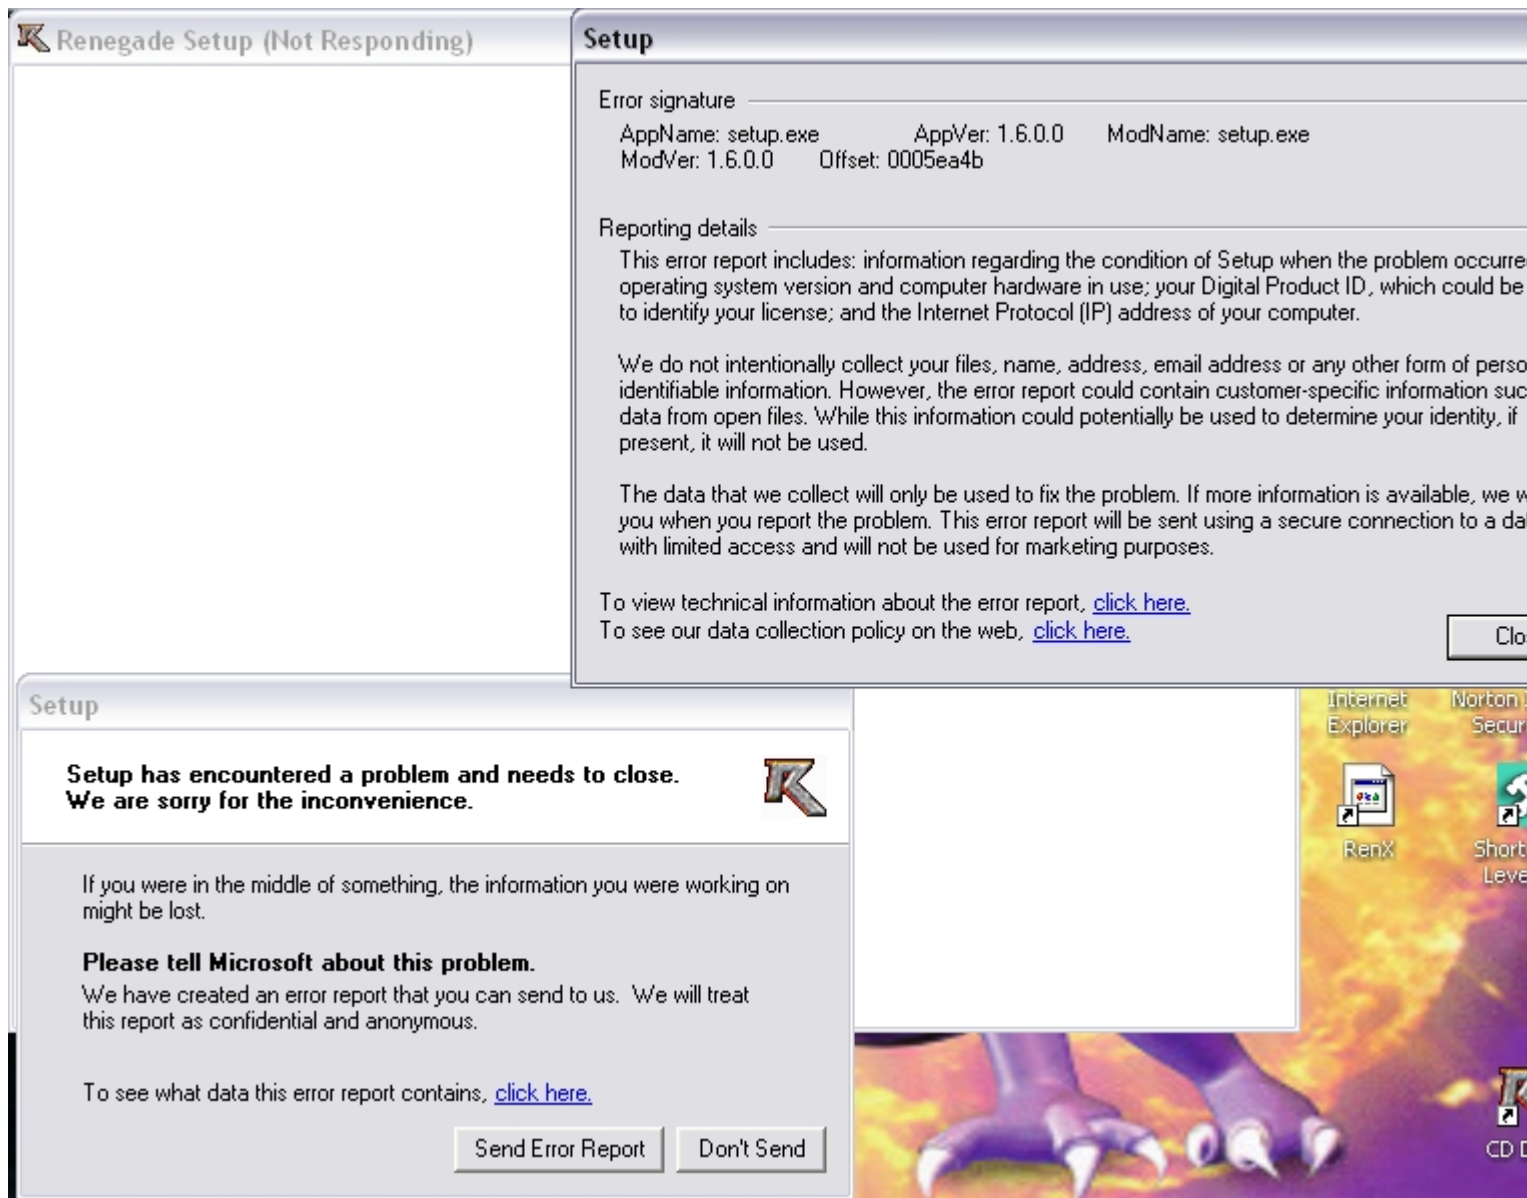 Renegade Setup (Not Responding)
Setup
Error signature
AppName: setup.exe AppVer: 1.6.0.0 ModName: setup.exe
ModVer: 1.6.0.0 Offset: 0005ea4b
Reporting details
This error report includes: information regarding the condition of Setup when the problem occurre
operating system version and computer hardware in use; your Digital Product ID, which could be
to identify your license; and the Internet Protocol (IP) address of your computer.
We do not intentionally collect your files, name, address, email address or any other form of perso
identifiable information. However, the error report could contain customer-specific information suc
data from open files. While this information could potentially be used to determine your identity, if
present, it will not be used.
The data that we collect will only be used to fix the problem. If more information is available, we w
you when you report the problem. This error report will be sent using a secure connection to a da
with limited access and will not be used for marketing purposes.
To view technical information about the error report, click here.
To see our data collection policy on the web, click here.
Clo
Setup
Setup has encountered a problem and needs to close.
We are sorry for the inconvenience.
If you were in the middle of something, the information you were working on
might be lost.
Please tell Microsoft about this problem.
We have created an error report that you can send to us. We will treat
this report as confidential and anonymous.
To see what data this error report contains, click here.
Send Error Report Don't Send
Internet
Explorer
Norton
Secur
RenX
Short
Leve
CD D